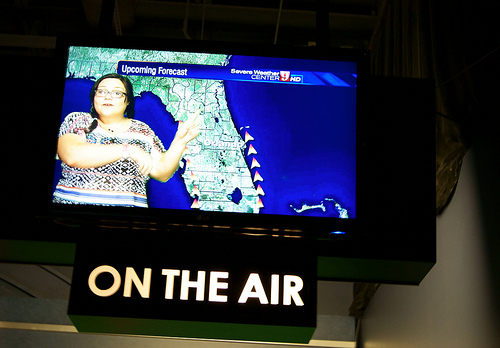 Upcoming Forecast
Severe Weather
CENTER 9 HD
ON THE AIR